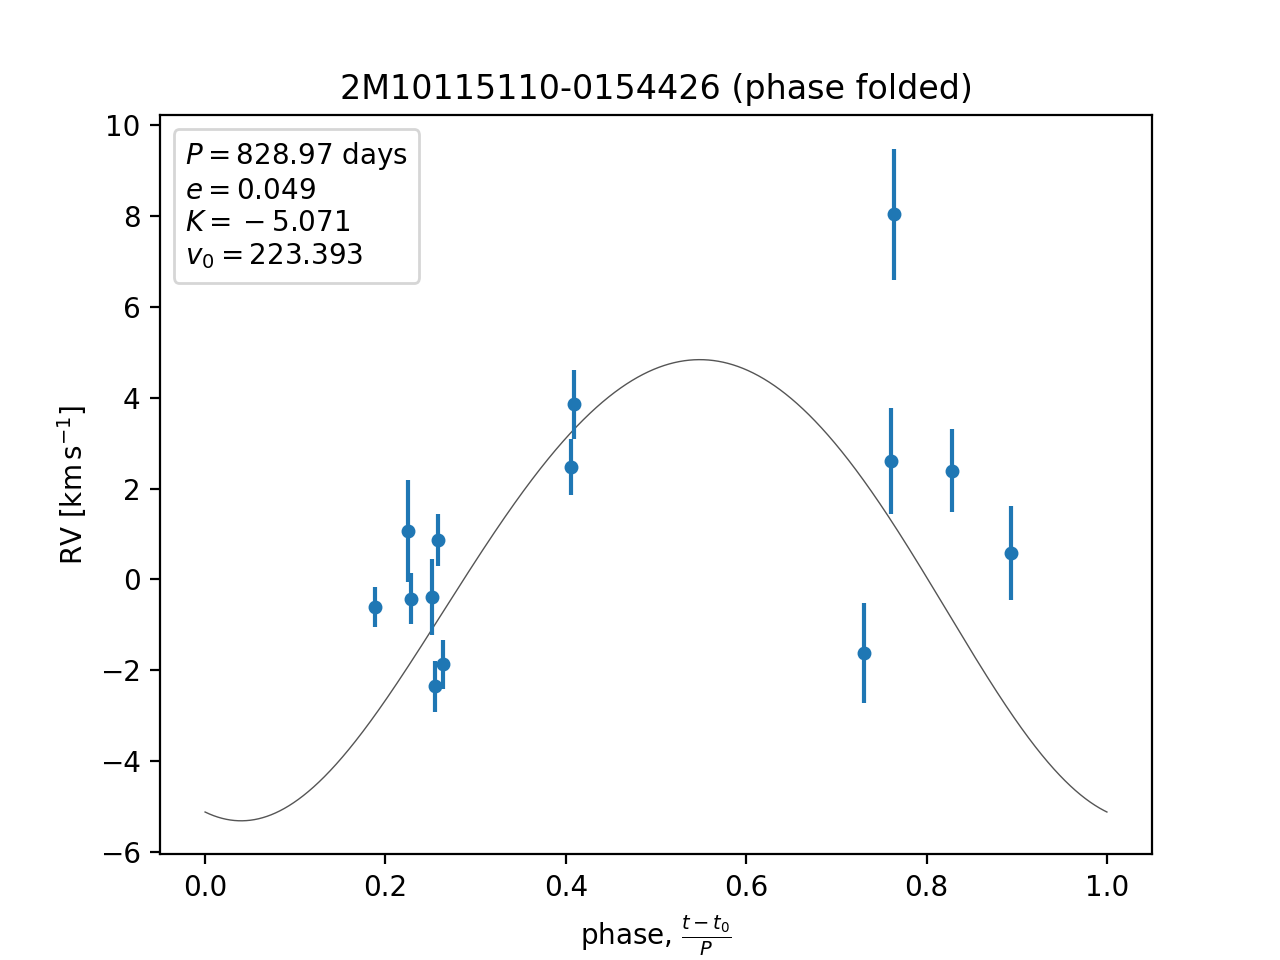 2M10115110-0154426 (phase folded)
P = 828.97 days
e = 0.049
K = −5.071
v₀ = 223.393
10
8
6
4
2
0
−2
−4
−6
RV [km s⁻¹]
0.0 0.2 0.4 0.6 0.8 1.0
phase, (t − t₀)/P